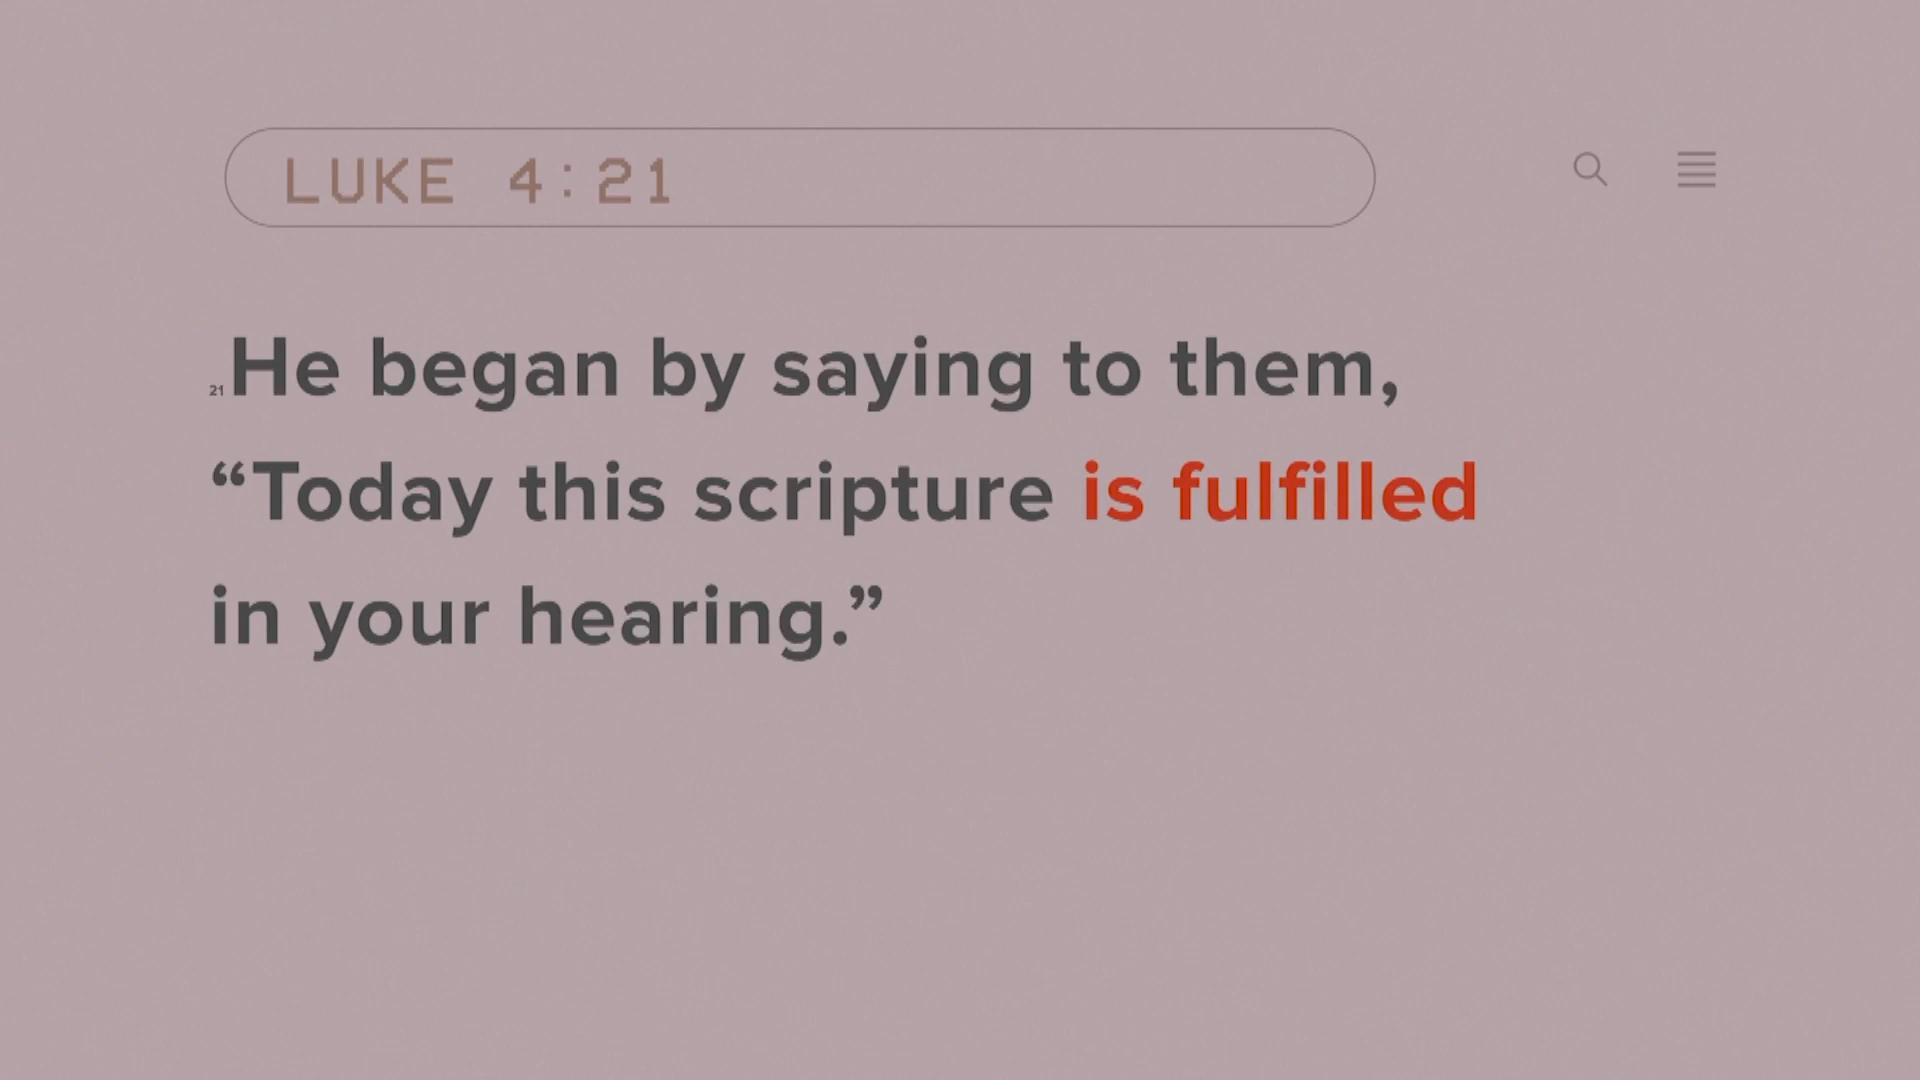 LUKE 4:21
21He began by saying to them,
“Today this scripture is fulfilled
in your hearing.”